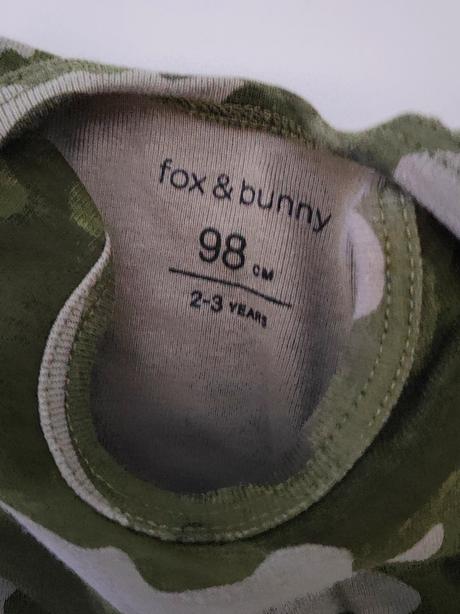 fox & bunny
98 CM
2-3 YEARS